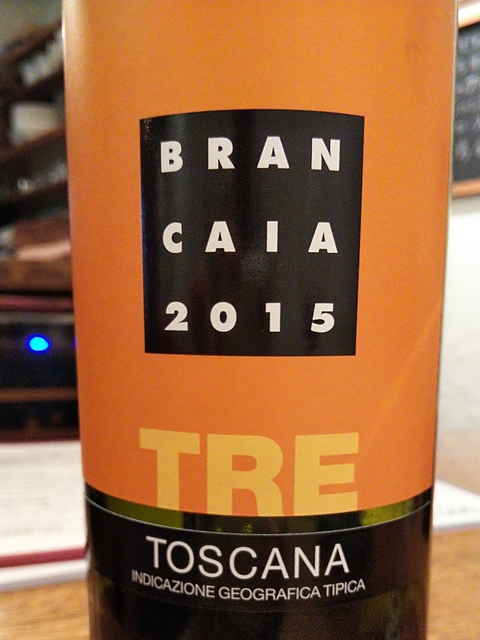 BRAN
CAIA
2015
TRE
TOSCANA
INDICAZIONE GEOGRAFICA TIPICA